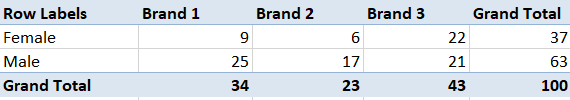 Row Labels Brand 1 Brand 2 Brand 3 Grand Total
Female 9 6 22 37
Male 25 17 21 63
Grand Total 34 23 43 100